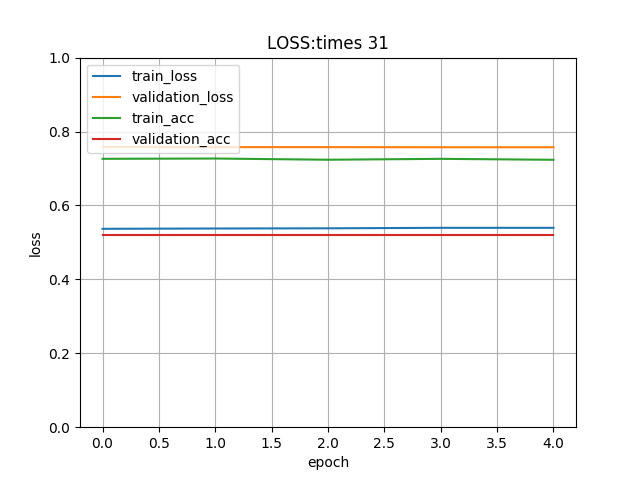 LOSS:times 31
1.0
0.8
0.6
0.4
0.2
0.0
loss
train_loss
validation_loss
train_acc
validation_acc
0.0 0.5 1.0 1.5 2.0 2.5 3.0 3.5 4.0
epoch